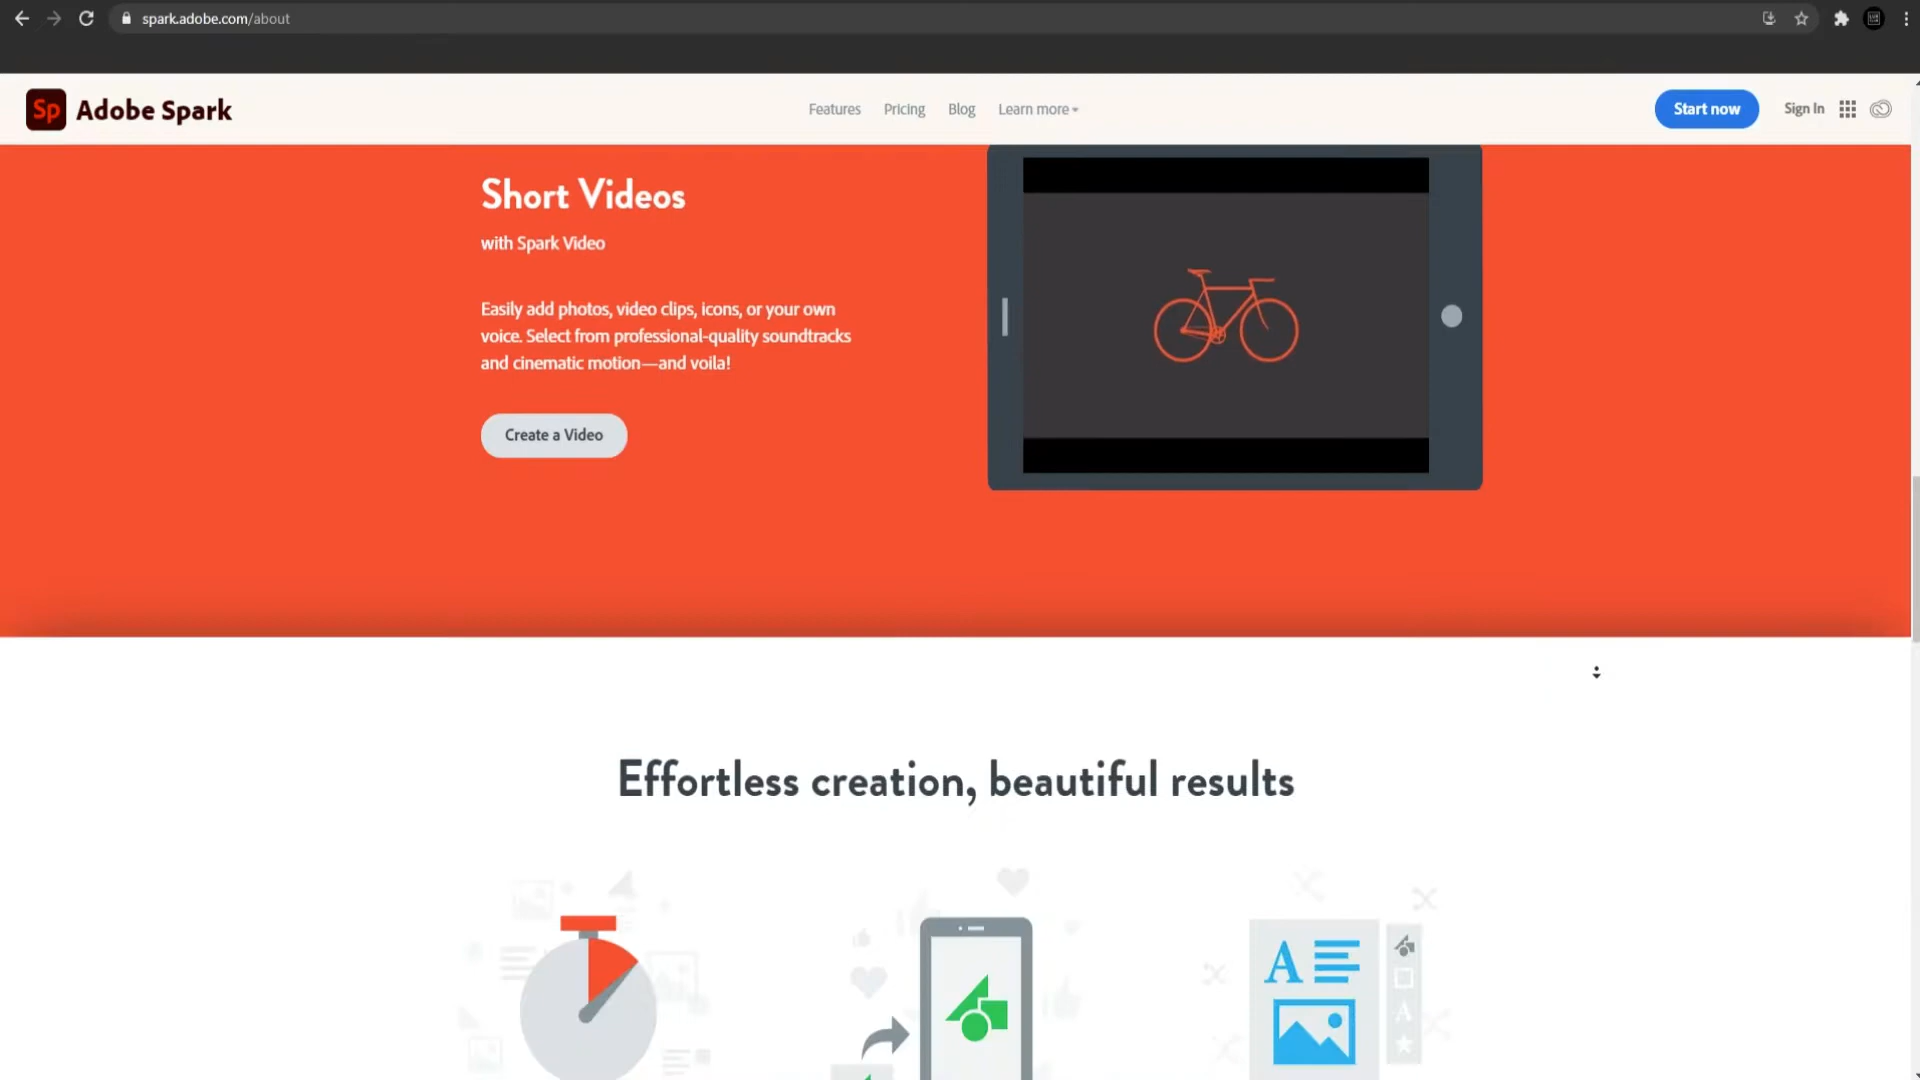 spark.adobe.com/about
Sp Adobe Spark
Features Pricing Blog Learn more
Start now Sign In
Short Videos
with Spark Video
Easily add photos, video clips, icons, or your own
voice. Select from professional-quality soundtracks
and cinematic motion—and voila!
Create a Video
Effortless creation, beautiful results
A
A